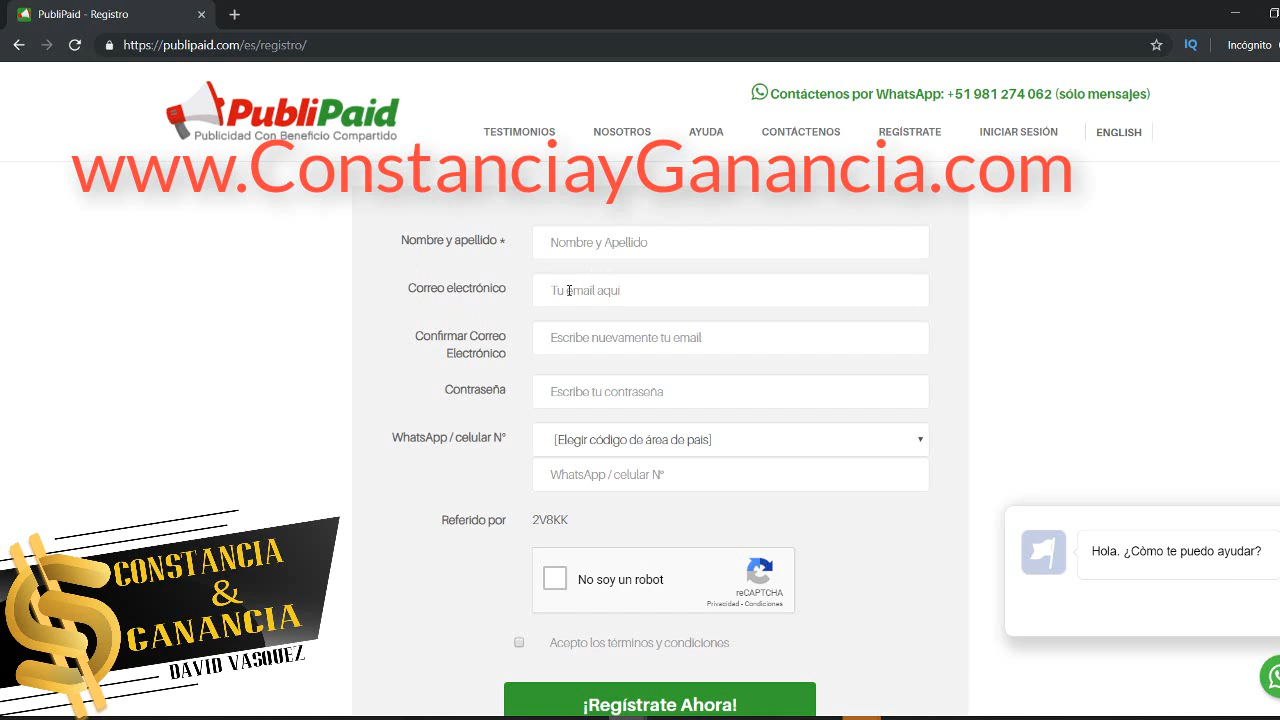 PubliPaid - Registro
https://publipaid.com/es/registro/
IQ
Incógnito
PubliPaid
Publicidad Con Beneficio Compartido
Contáctenos por WhatsApp: +51 981 274 062 (sólo mensajes)
TESTIMONIOS NOSOTROS AYUDA CONTÁCTENOS REGÍSTRATE INICIAR SESIÓN ENGLISH
www.ConstanciayGanancia.com
Nombre y apellido *
Nombre y Apellido
Correo electrónico
Tu email aqui
Confirmar Correo
Electrónico
Escribe nuevamente tu email
Contraseña
Escribe tu contraseña
WhatsApp / celular N°
[Elegir código de área de pais]
WhatsApp / celular N°
Referido por
2V8KK
No soy un robot
reCAPTCHA
Privacidad - Condiciones
Acepto los términos y condiciones
¡Regístrate Ahora!
Hola. ¿Còmo te puedo ayudar?
CONSTANCIA
&
GANANCIA
DAVID VASQUEZ